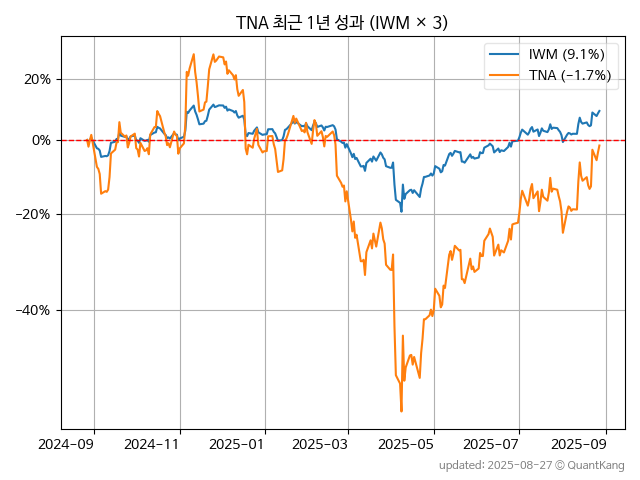 TNA 최근 1년 성과 (IWM × 3)
IWM (9.1%)
TNA (−1.7%)
20%
0%
−20%
−40%
2024−09 2024−11 2025−01 2025−03 2025−05 2025−07 2025−09
updated: 2025-08-27 © QuantKang